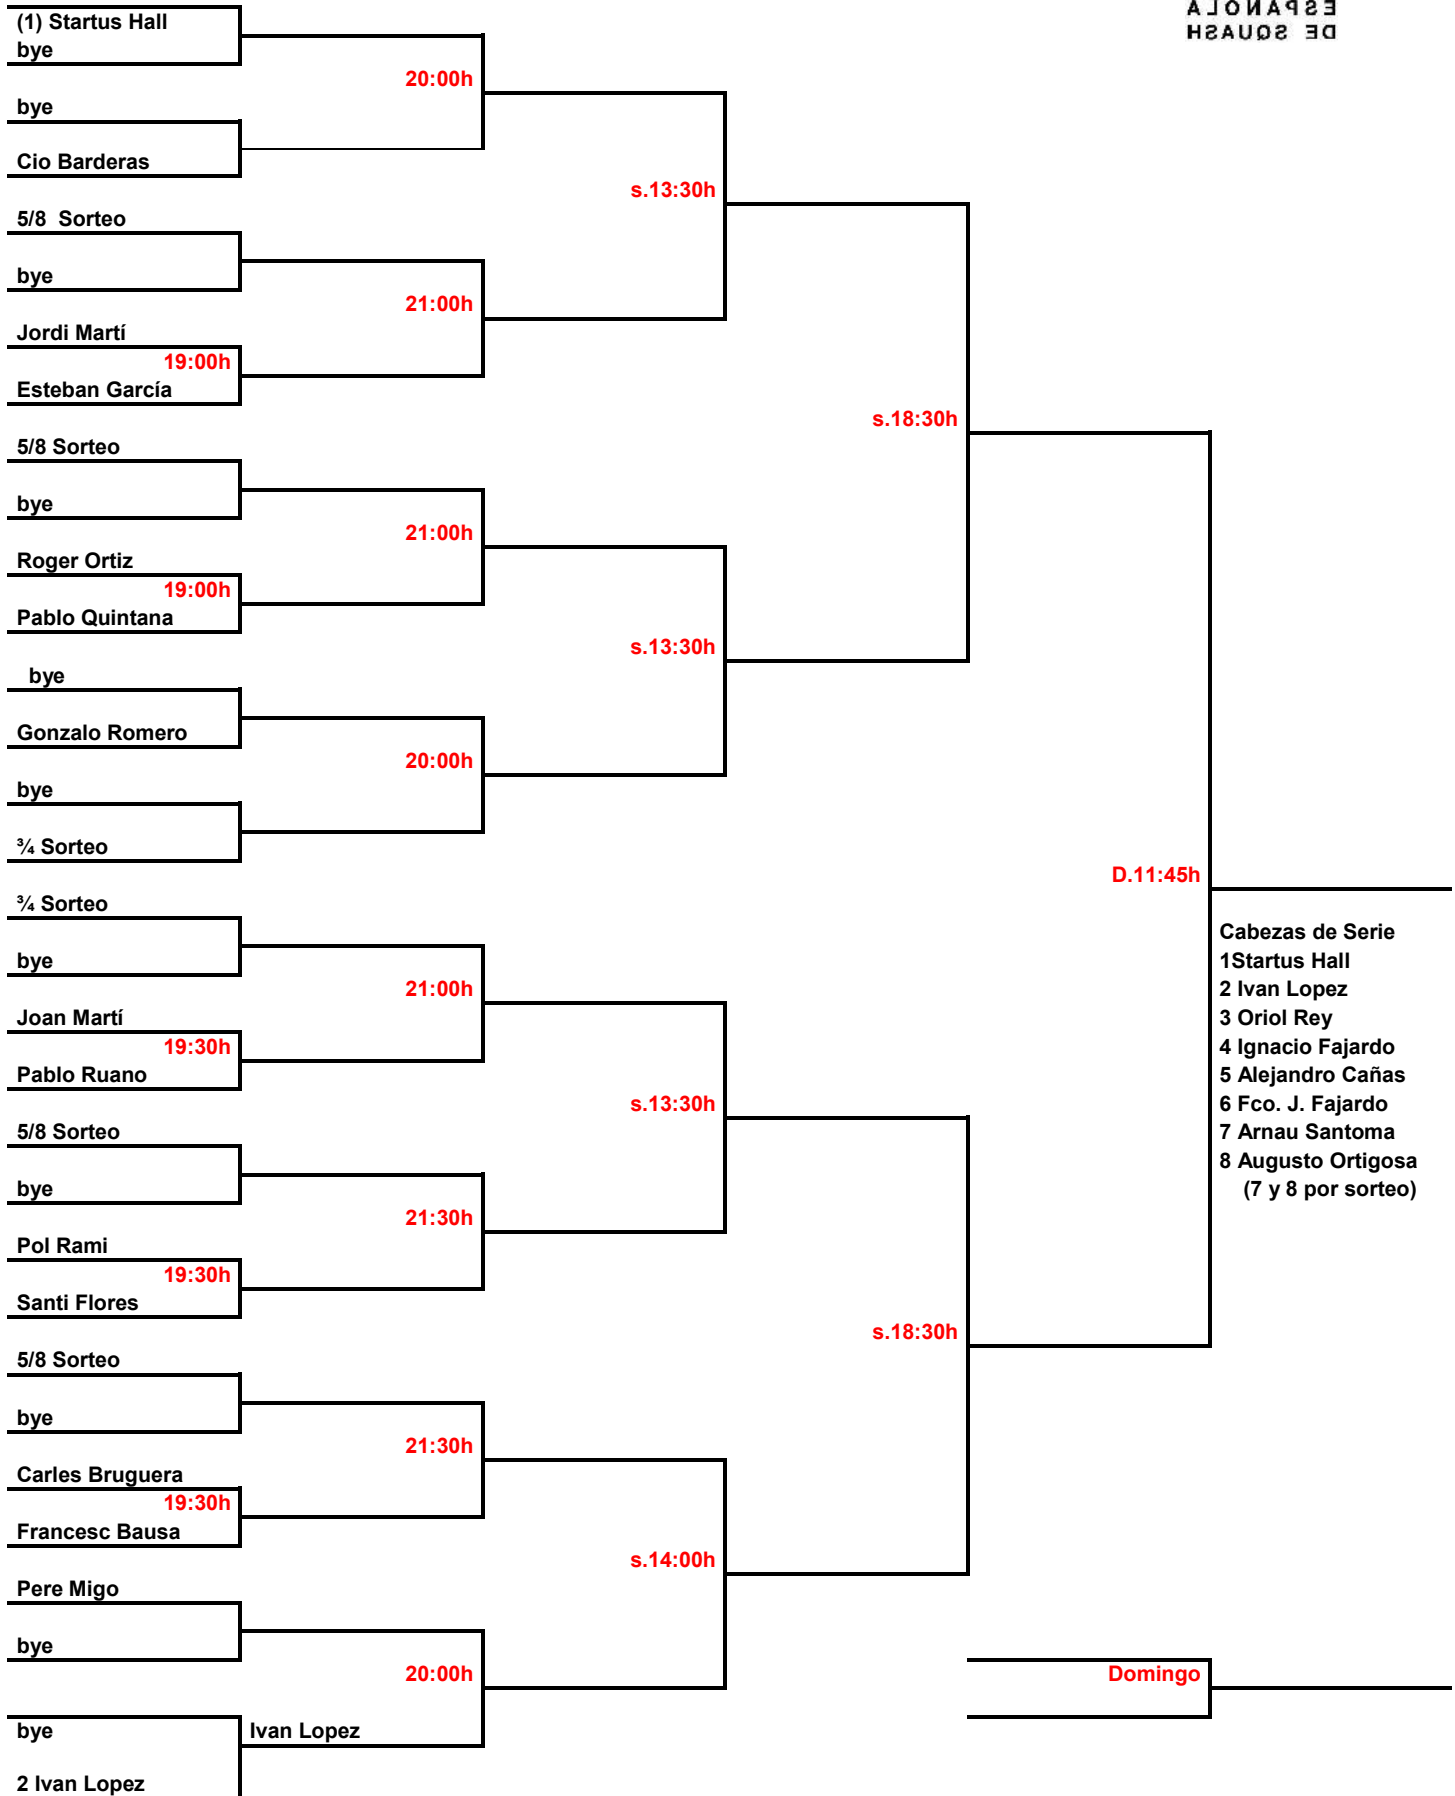 ESPAÑOLA
DE SQUASH
(1) Startus Hall
bye
20:00h
bye
Cio Barderas
s.13:30h
5/8  Sorteo
bye
21:00h
Jordi Martí
19:00h
Esteban García
s.18:30h
5/8 Sorteo
bye
21:00h
Roger Ortiz
19:00h
Pablo Quintana
s.13:30h
bye
Gonzalo Romero
20:00h
bye
¾ Sorteo
D.11:45h
¾ Sorteo
bye
21:00h
Joan Martí
19:30h
Pablo Ruano
s.13:30h
5/8 Sorteo
bye
21:30h
Pol Rami
19:30h
Santi Flores
s.18:30h
5/8 Sorteo
bye
21:30h
Carles Bruguera
19:30h
Francesc Bausa
s.14:00h
Pere Migo
bye
20:00h
bye
Ivan Lopez
2 Ivan Lopez
Cabezas de Serie
1Startus Hall
2 Ivan Lopez
3 Oriol Rey
4 Ignacio Fajardo
5 Alejandro Cañas
6 Fco. J. Fajardo
7 Arnau Santoma
8 Augusto Ortigosa
(7 y 8 por sorteo)
Domingo